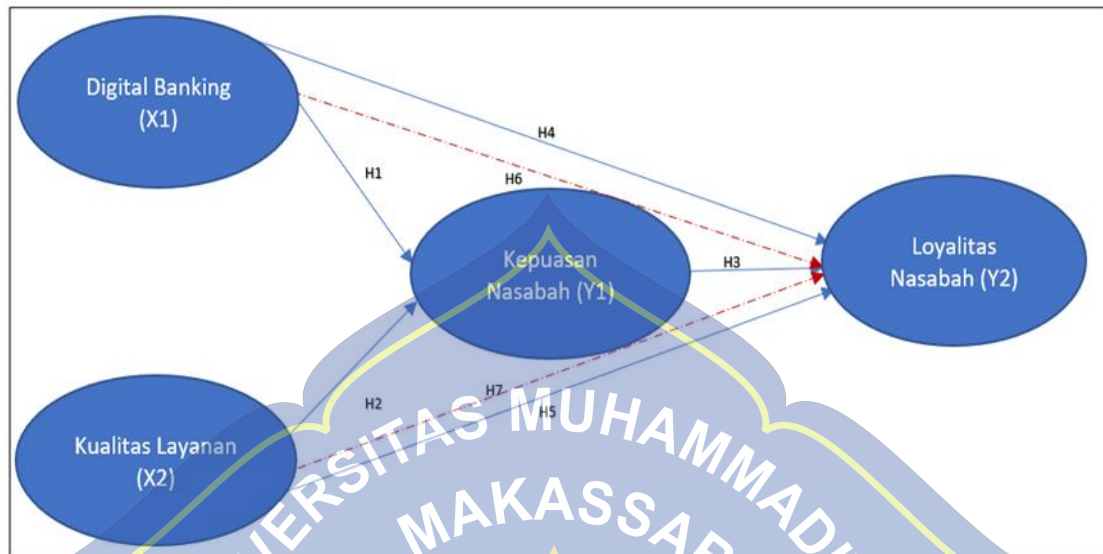 Digital Banking
(X1)
H4
H1
H6
Kepuasan
Nasabah (Y1)
H3
Loyalitas
Nasabah (Y2)
H2
H7
H5
Kualitas Layanan
(X2)
VERSITAS MUHAMMAD
MAKASSAR